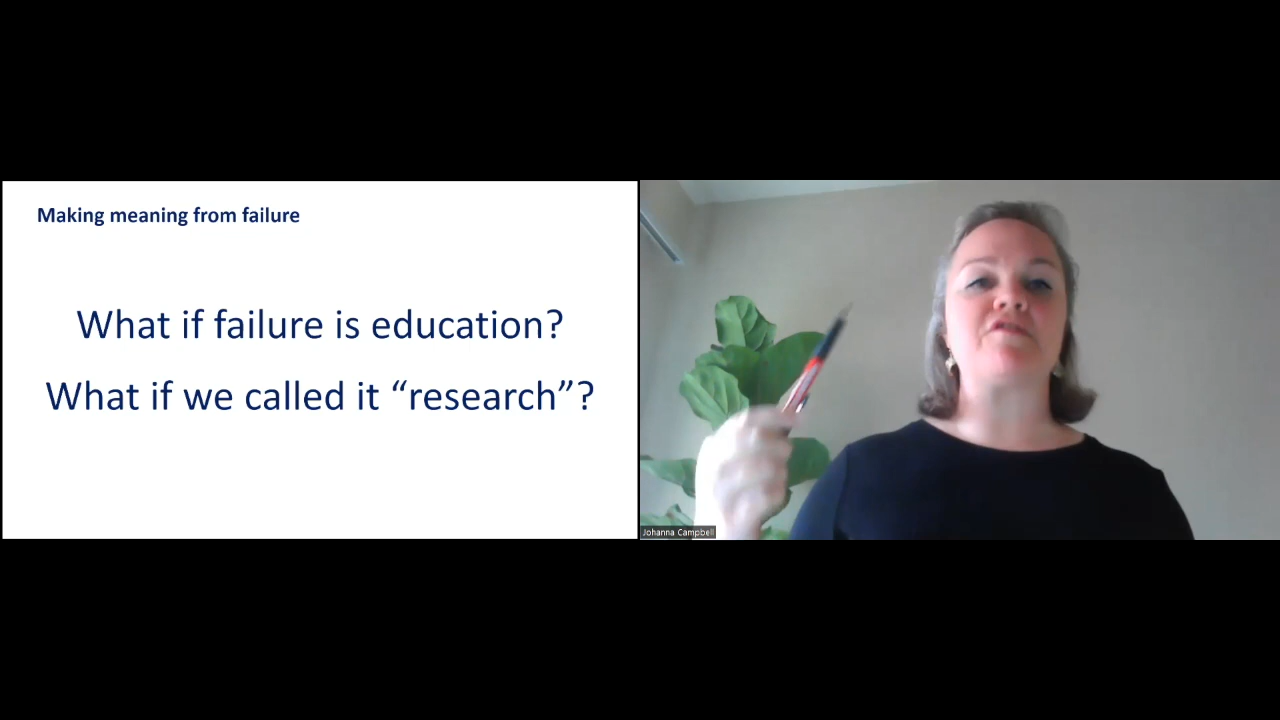 Making meaning from failure
What if failure is education?
What if we called it “research”?
Johanna Campbell